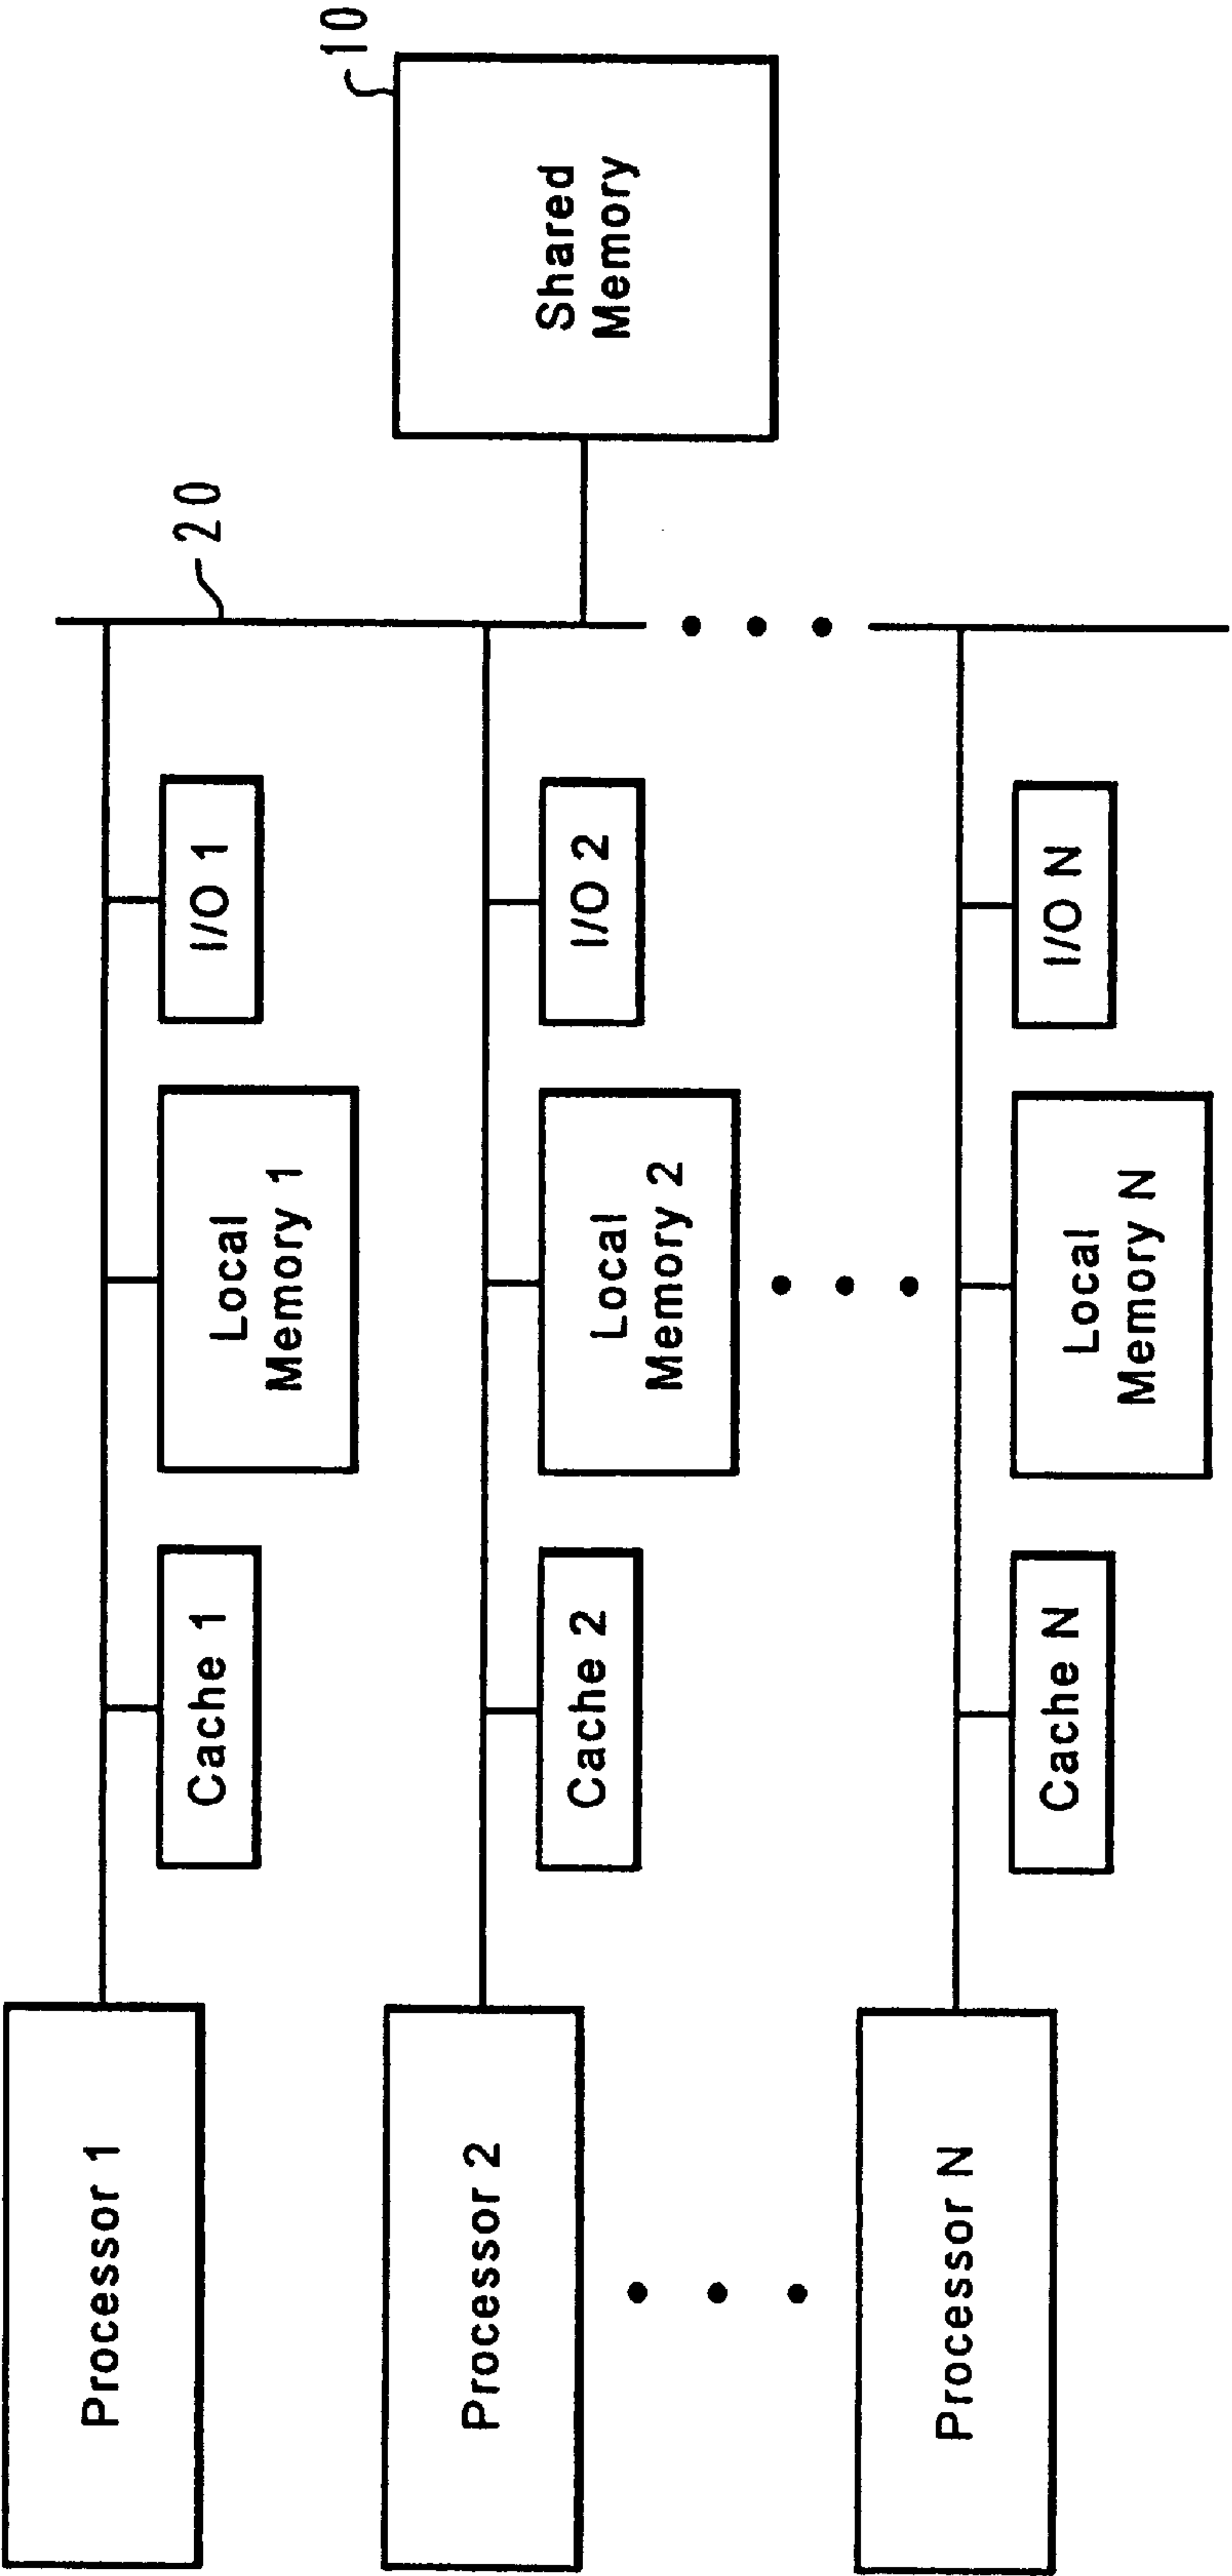 Processor 1
Cache 1
Local
Memory 1
I/O 1
20
10
Shared
Memory
Processor 2
Cache 2
Local
Memory 2
I/O 2
Processor N
Cache N
Local
Memory N
I/O N